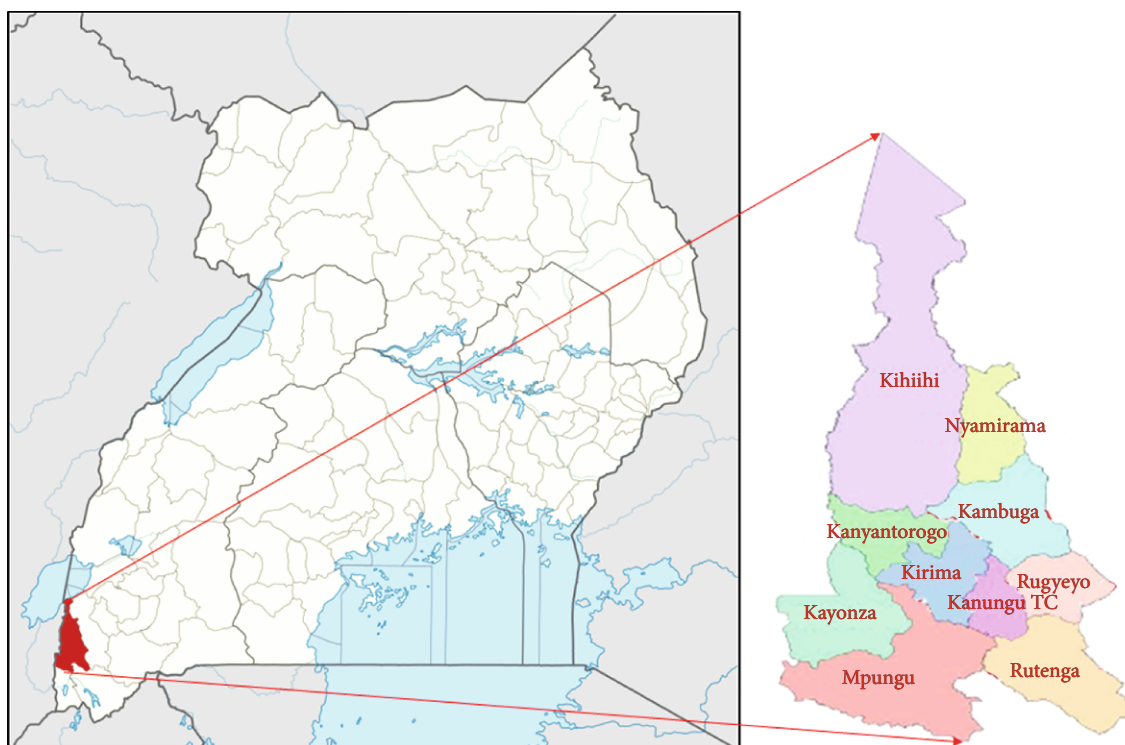 Kihiihi
Nyamirama
Kambuga
Kanyantorogo
Kirima
Rugyeyo
Kanungu TC
Kayonza
Mpungu
Rutenga